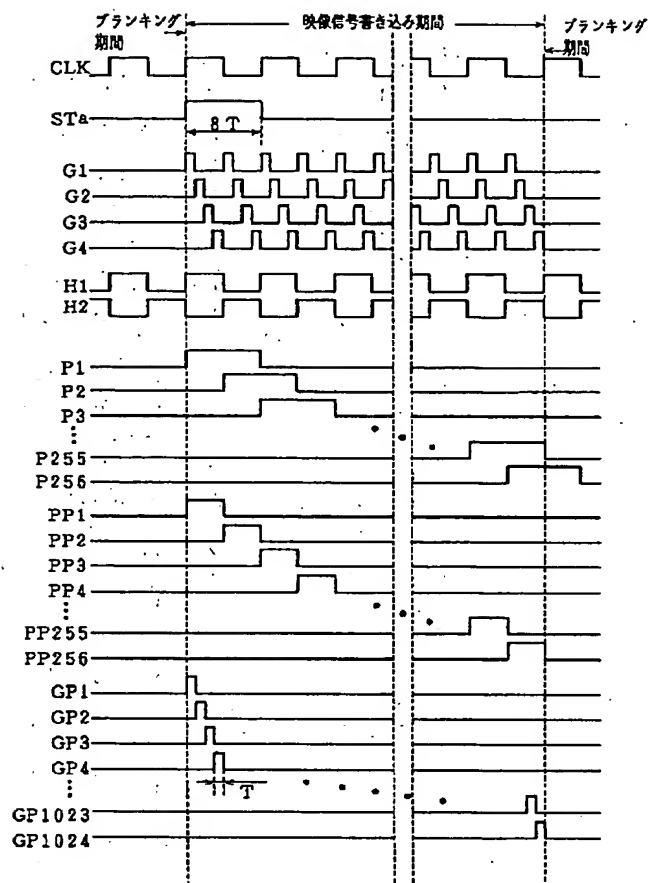 ブランキング
期間
映像信号書き込み期間
ブランキング
期間
CLK
STa
8T
G1
G2
G3
G4
H1
H2
P1
P2
P3
P255
P256
PP1
PP2
PP3
PP4
PP255
PP256
GP1
GP2
GP3
GP4
T
GP1023
GP1024